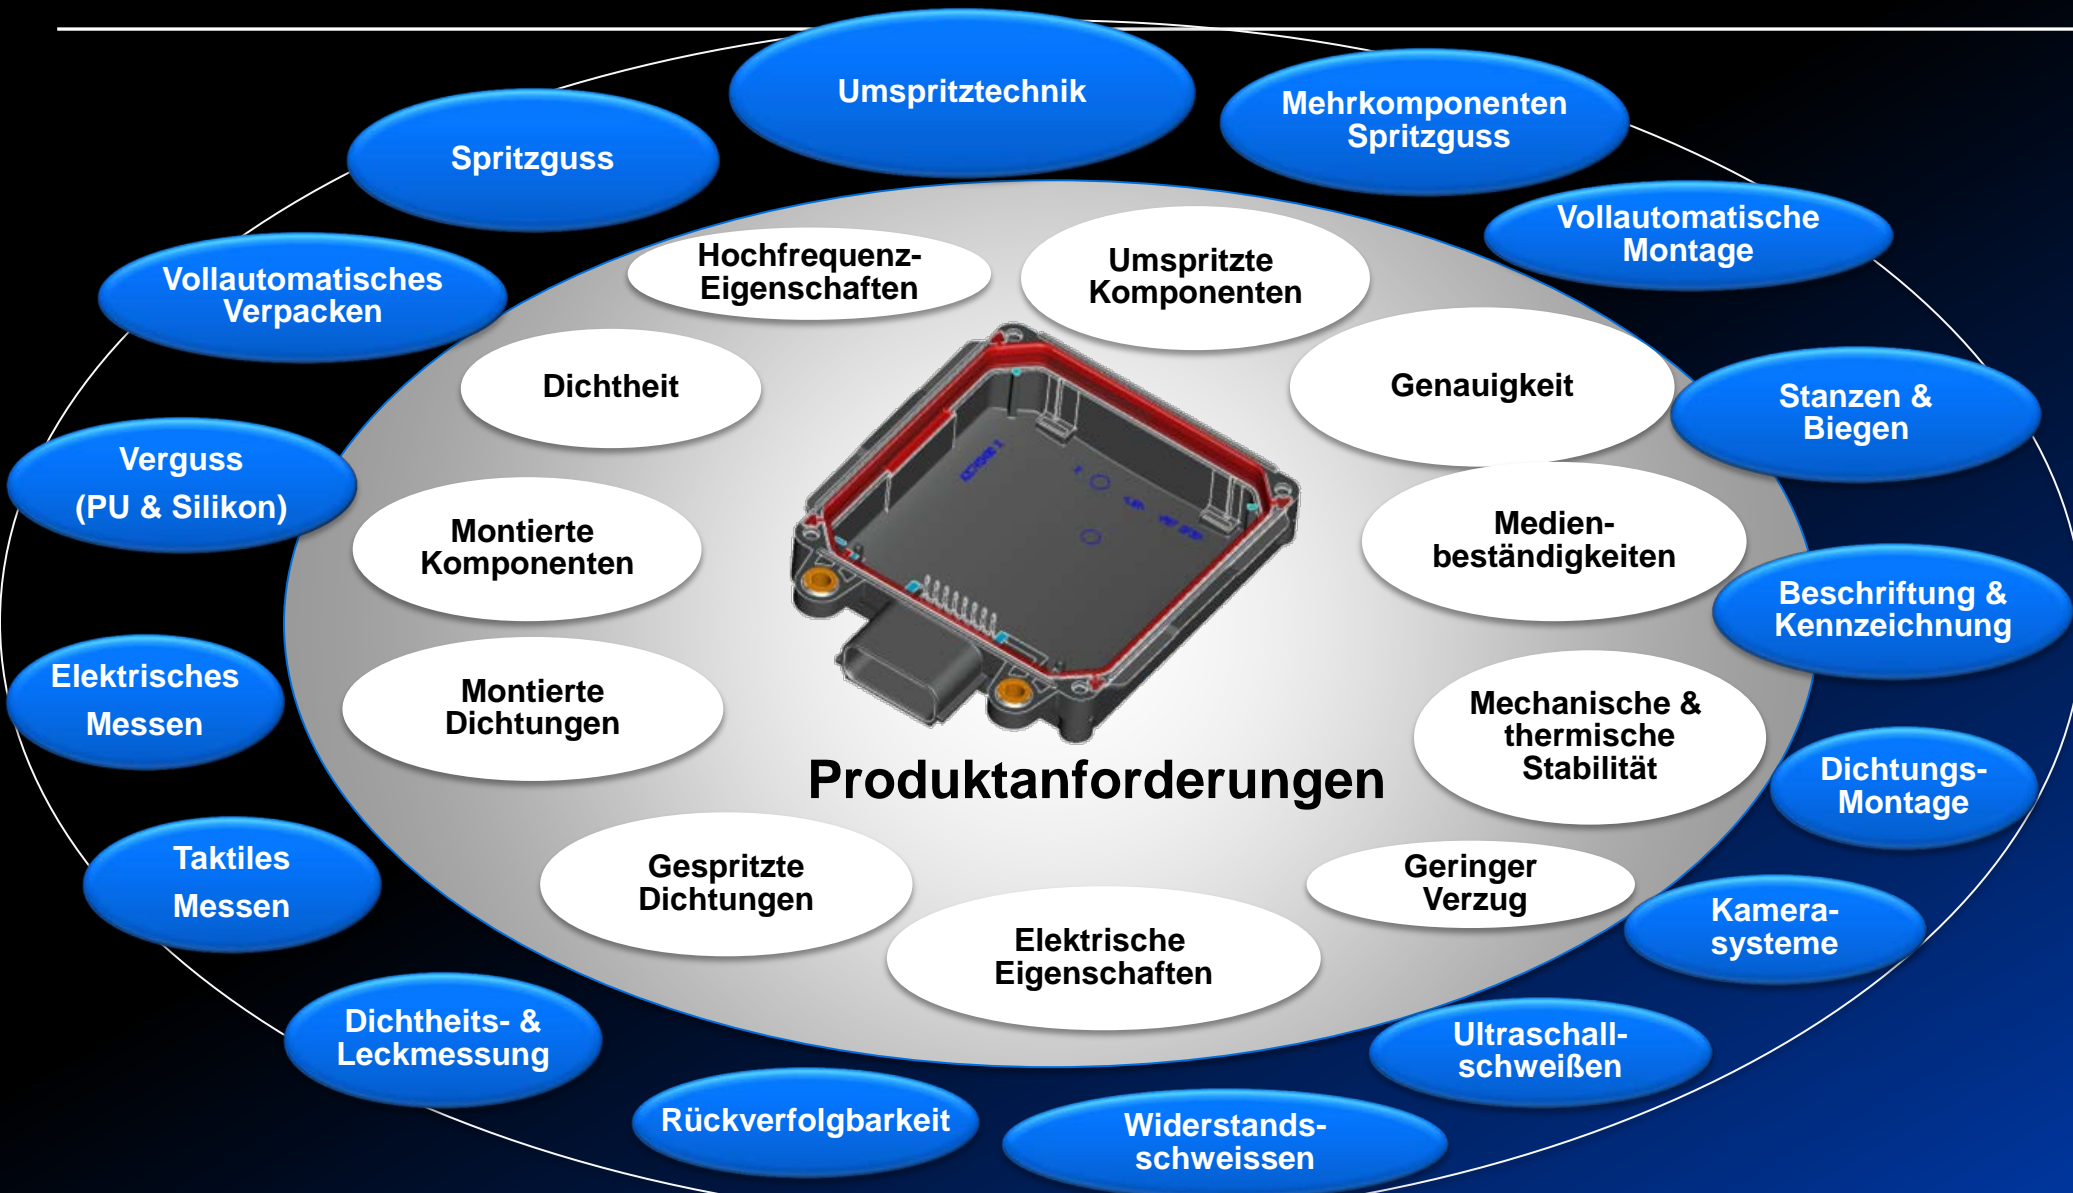 Umspritztechnik
Mehrkomponenten
Spritzguss
Spritzguss
Vollautomatische
Montage
Vollautomatisches
Verpacken
Hochfrequenz-
Eigenschaften
Umspritzte
Komponenten
Dichtheit
Genauigkeit
Stanzen &
Biegen
Verguss
(PU & Silikon)
Montierte
Komponenten
Medien-
beständigkeiten
Beschriftung &
Kennzeichnung
Elektrisches
Messen
Montierte
Dichtungen
Mechanische &
thermische
Stabilität
Produktanforderungen
Dichtungs-
Montage
Taktiles
Messen
Gespritzte
Dichtungen
Geringer
Verzug
Kamera-
systeme
Elektrische
Eigenschaften
Dichtheits- &
Leckmessung
Ultraschall-
schweißen
Rückverfolgbarkeit
Widerstands-
schweissen